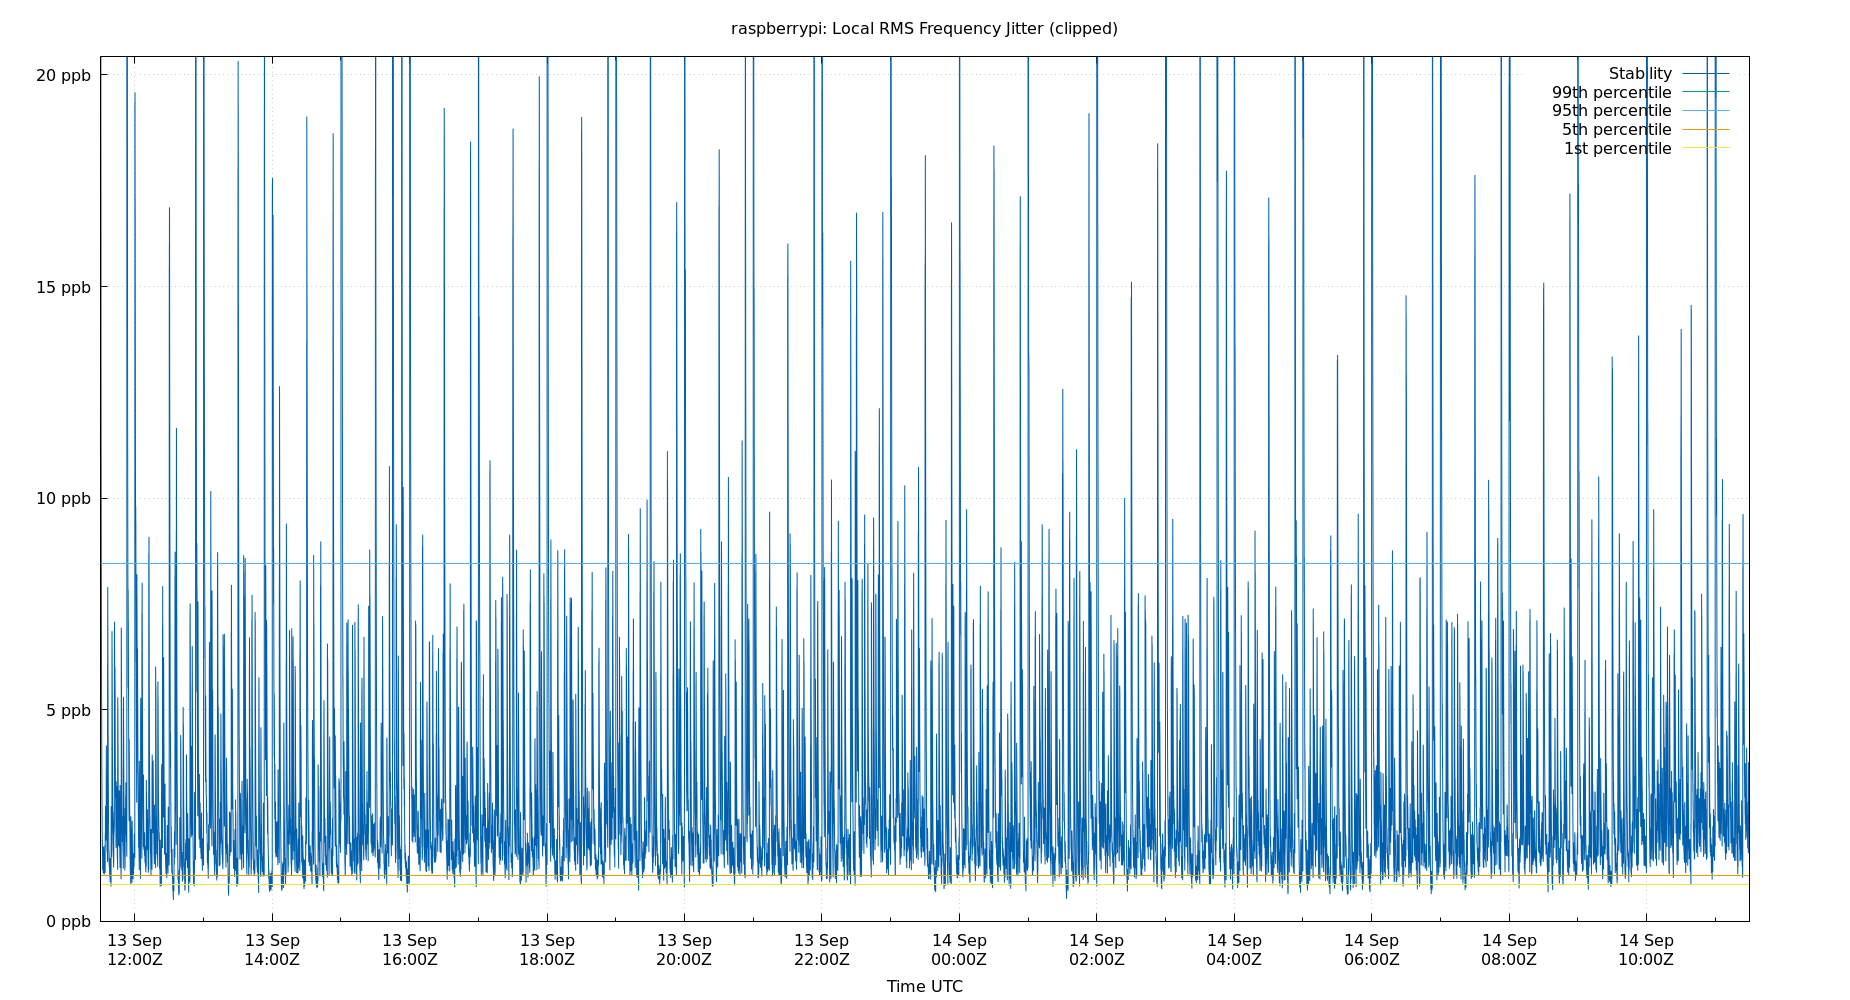 raspberrypi: Local RMS Frequency Jitter (clipped)
20 ppb
15 ppb
10 ppb
5 ppb
0 ppb
Stability
99th percentile
95th percentile
5th percentile
1st percentile
13 Sep
12:00Z
13 Sep
14:00Z
13 Sep
16:00Z
13 Sep
18:00Z
13 Sep
20:00Z
13 Sep
22:00Z
14 Sep
00:00Z
14 Sep
02:00Z
14 Sep
04:00Z
14 Sep
06:00Z
14 Sep
08:00Z
14 Sep
10:00Z
Time UTC